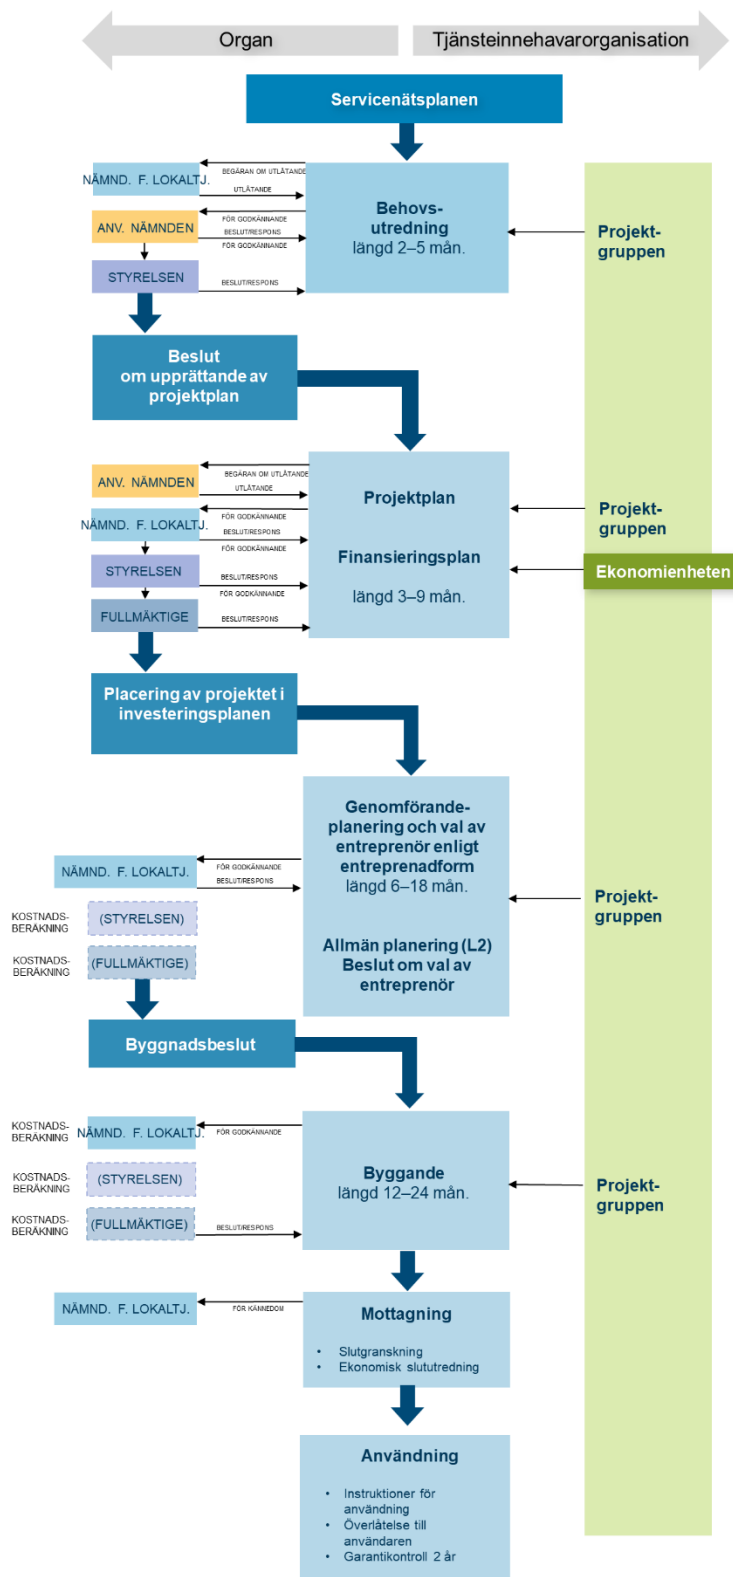 Organ
Tjänsteinnehavarorganisation
Servicenätsplanen
NÄMND. F. LOKALTJ.
BEGÄRAN OM UTLÅTANDE
UTLÅTANDE
ANV. NÄMNDEN
FÖR GODKÄNNANDE
BESLUT/RESPONS
FÖR GODKÄNNANDE
STYRELSEN
BESLUT/RESPONS
Behovs-
utredning
längd 2–5 mån.
Projekt-
gruppen
Beslut
om upprättande av
projektplan
ANV. NÄMNDEN
BEGÄRAN OM UTLÅTANDE
UTLÅTANDE
NÄMND. F. LOKALTJ.
FÖR GODKÄNNANDE
BESLUT/RESPONS
FÖR GODKÄNNANDE
STYRELSEN
BESLUT/RESPONS
FÖR GODKÄNNANDE
FULLMÄKTIGE
BESLUT/RESPONS
Projektplan
Finansieringsplan
längd 3–9 mån.
Projekt-
gruppen
Ekonomienheten
Placering av projektet i
investeringsplanen
Genomförande-
planering och val av
entreprenör enligt
entreprenadform
längd 6–18 mån.
Allmän planering (L2)
Beslut om val av
entreprenör
NÄMND. F. LOKALTJ.
FÖR GODKÄNNANDE
BESLUT/RESPONS
KOSTNADS-
BERÄKNING
(STYRELSEN)
KOSTNADS-
BERÄKNING
(FULLMÄKTIGE)
Projekt-
gruppen
Byggnadsbeslut
KOSTNADS-
BERÄKNING
NÄMND. F. LOKALTJ.
FÖR GODKÄNNANDE
KOSTNADS-
BERÄKNING
(STYRELSEN)
KOSTNADS-
BERÄKNING
(FULLMÄKTIGE)
BESLUT/RESPONS
Byggande
längd 12–24 mån.
Projekt-
gruppen
NÄMND. F. LOKALTJ.
FÖR KÄNNEDOM
Mottagning
• Slutgranskning
• Ekonomisk slututredning
Användning
• Instruktioner för
användning
• Överlåtelse till
användaren
• Garantikontroll 2 år